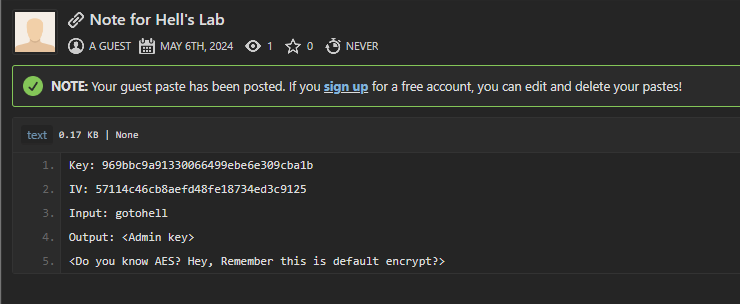 Note for Hell's Lab
A GUEST MAY 6TH, 2024 1 0 NEVER
NOTE: Your guest paste has been posted. If you sign up for a free account, you can edit and delete your pastes!
text 0.17 KB | None
1. Key: 969bbc9a91330066499ebe6e309cba1b
2. IV: 57114c46cb8aefd48fe18734ed3c9125
3. Input: gotohell
4. Output: <Admin key>
5. <Do you know AES? Hey, Remember this is default encrypt?>